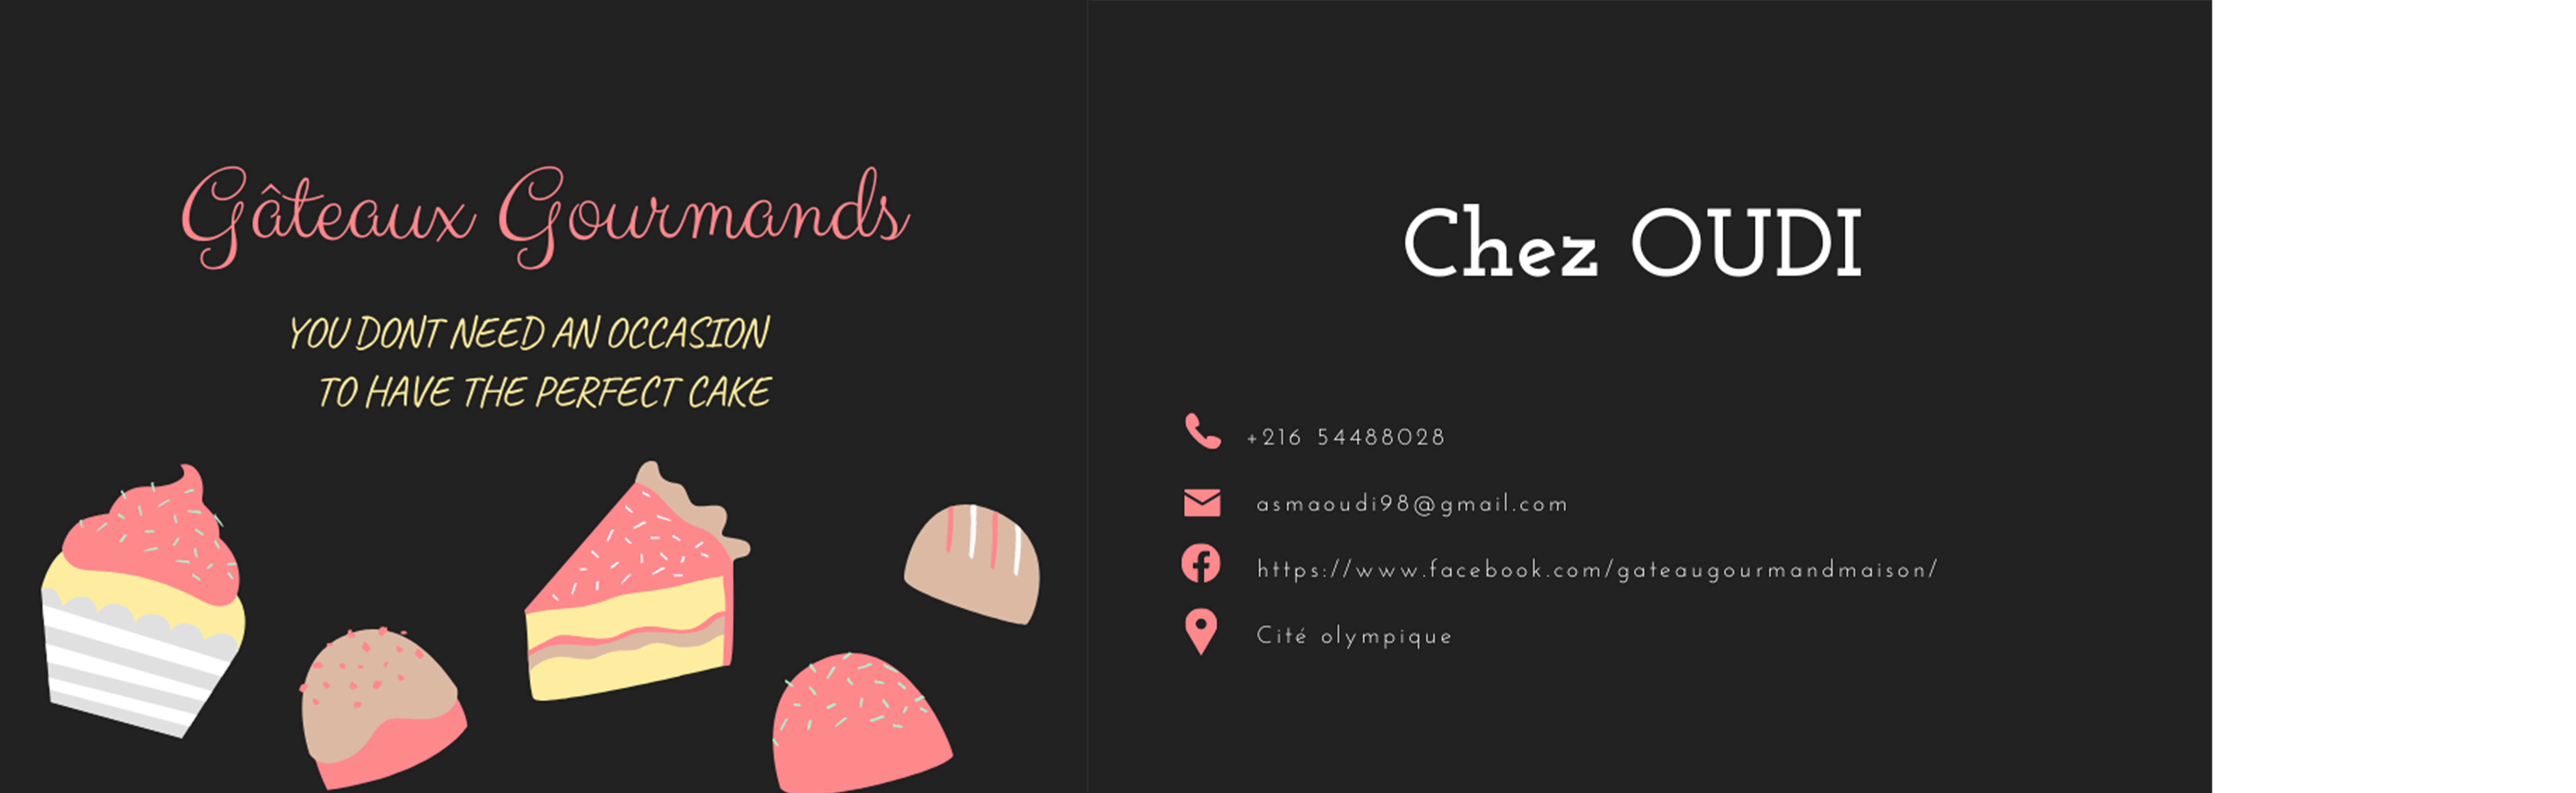 Gâteaux Gourmands
YOU DONT NEED AN OCCASION
TO HAVE THE PERFECT CAKE
Chez OUDI
+216 54488028
asmaoudi98@gmail.com
https://www.facebook.com/gateaugourmandmaison/
Cité olympique